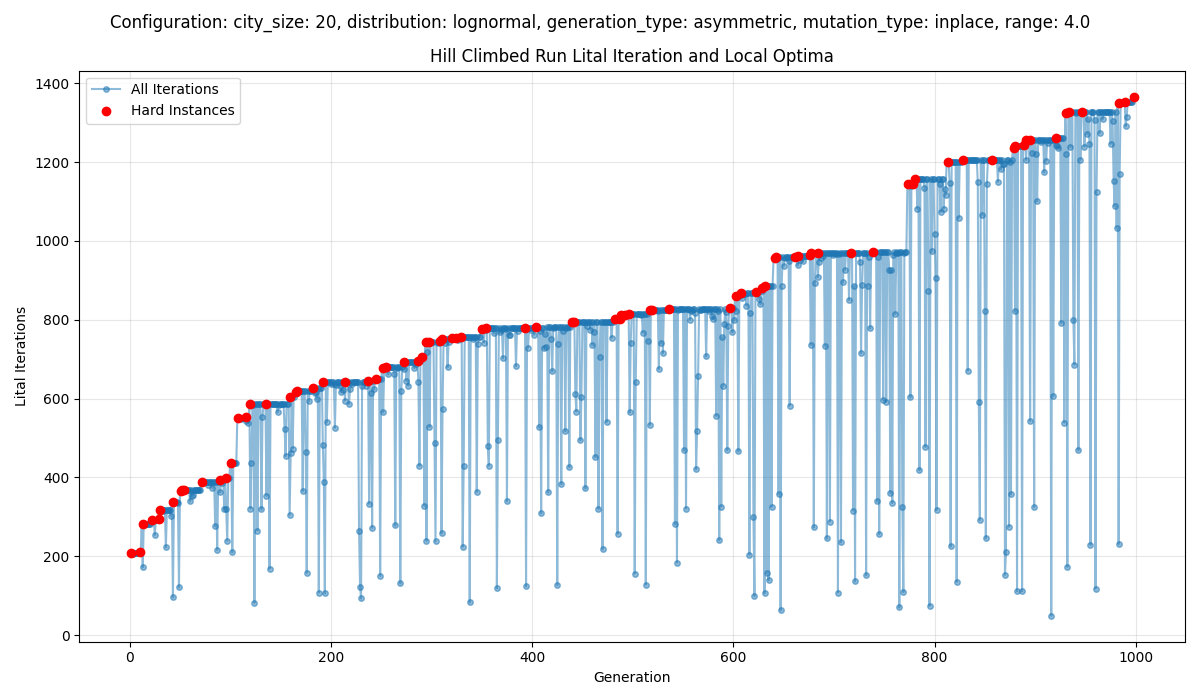 Configuration: city_size: 20, distribution: lognormal, generation_type: asymmetric, mutation_type: inplace, range: 4.0
Hill Climbed Run Lital Iteration and Local Optima
All Iterations
Hard Instances
Lital Iterations
1400
1200
1000
800
600
400
200
0
0 200 400 600 800 1000
Generation